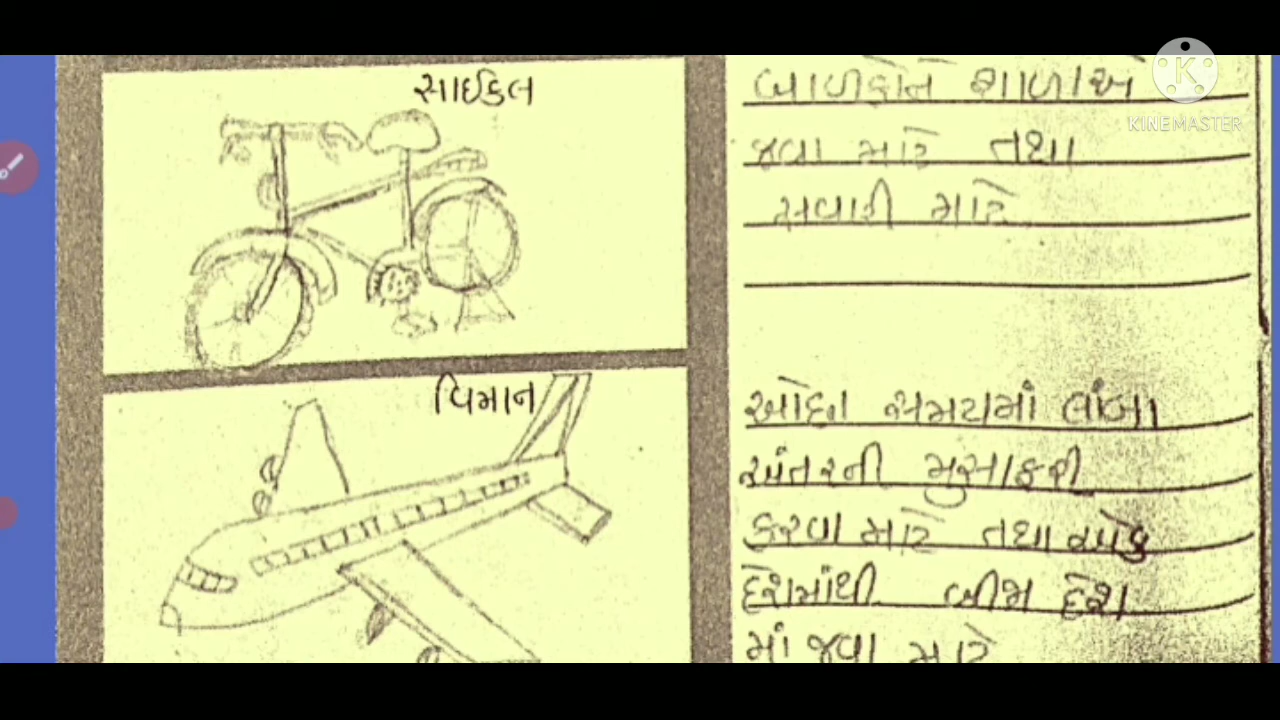 સાઈકલ
બાળકોને શાળાએ
જવા માટે તથા
સવારી માટે
વિમાન
ઓછા સમયમાં લાંબા
અંતરની મુસાફરી
કરવા માટે તથા એક
દેશમાંથી બીજા દેશ
માં જવા માટે
KINEMASTER